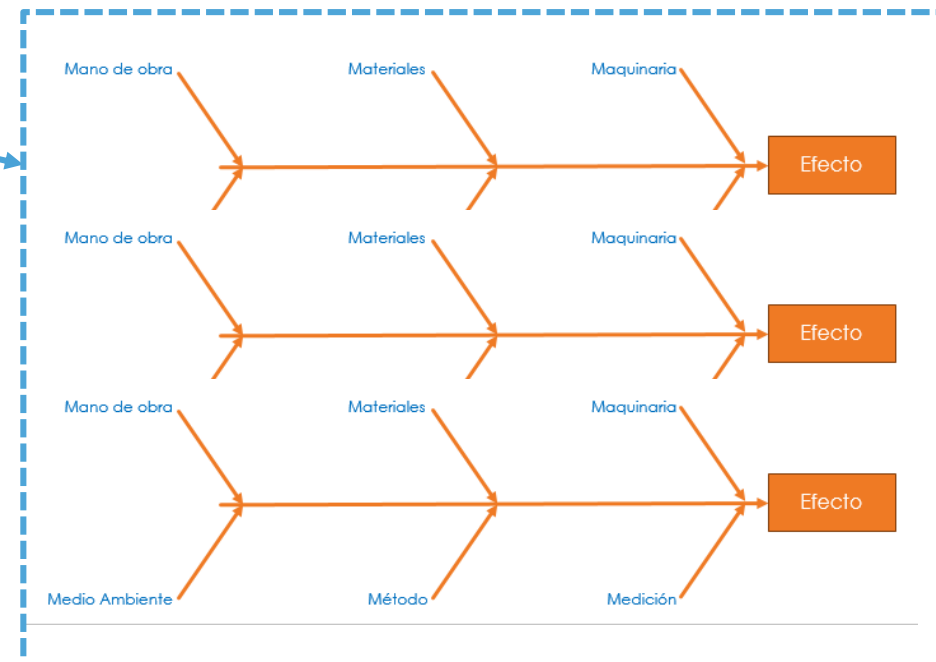 Mano de obra Materiales Maquinaria
Efecto
Mano de obra Materiales Maquinaria
Efecto
Mano de obra Materiales Maquinaria
Efecto
Medio Ambiente Método Medición